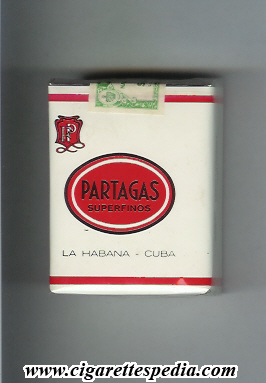 PARTAGAS
SUPERFINOS
LA HABANA - CUBA
www.cigarettespedia.com